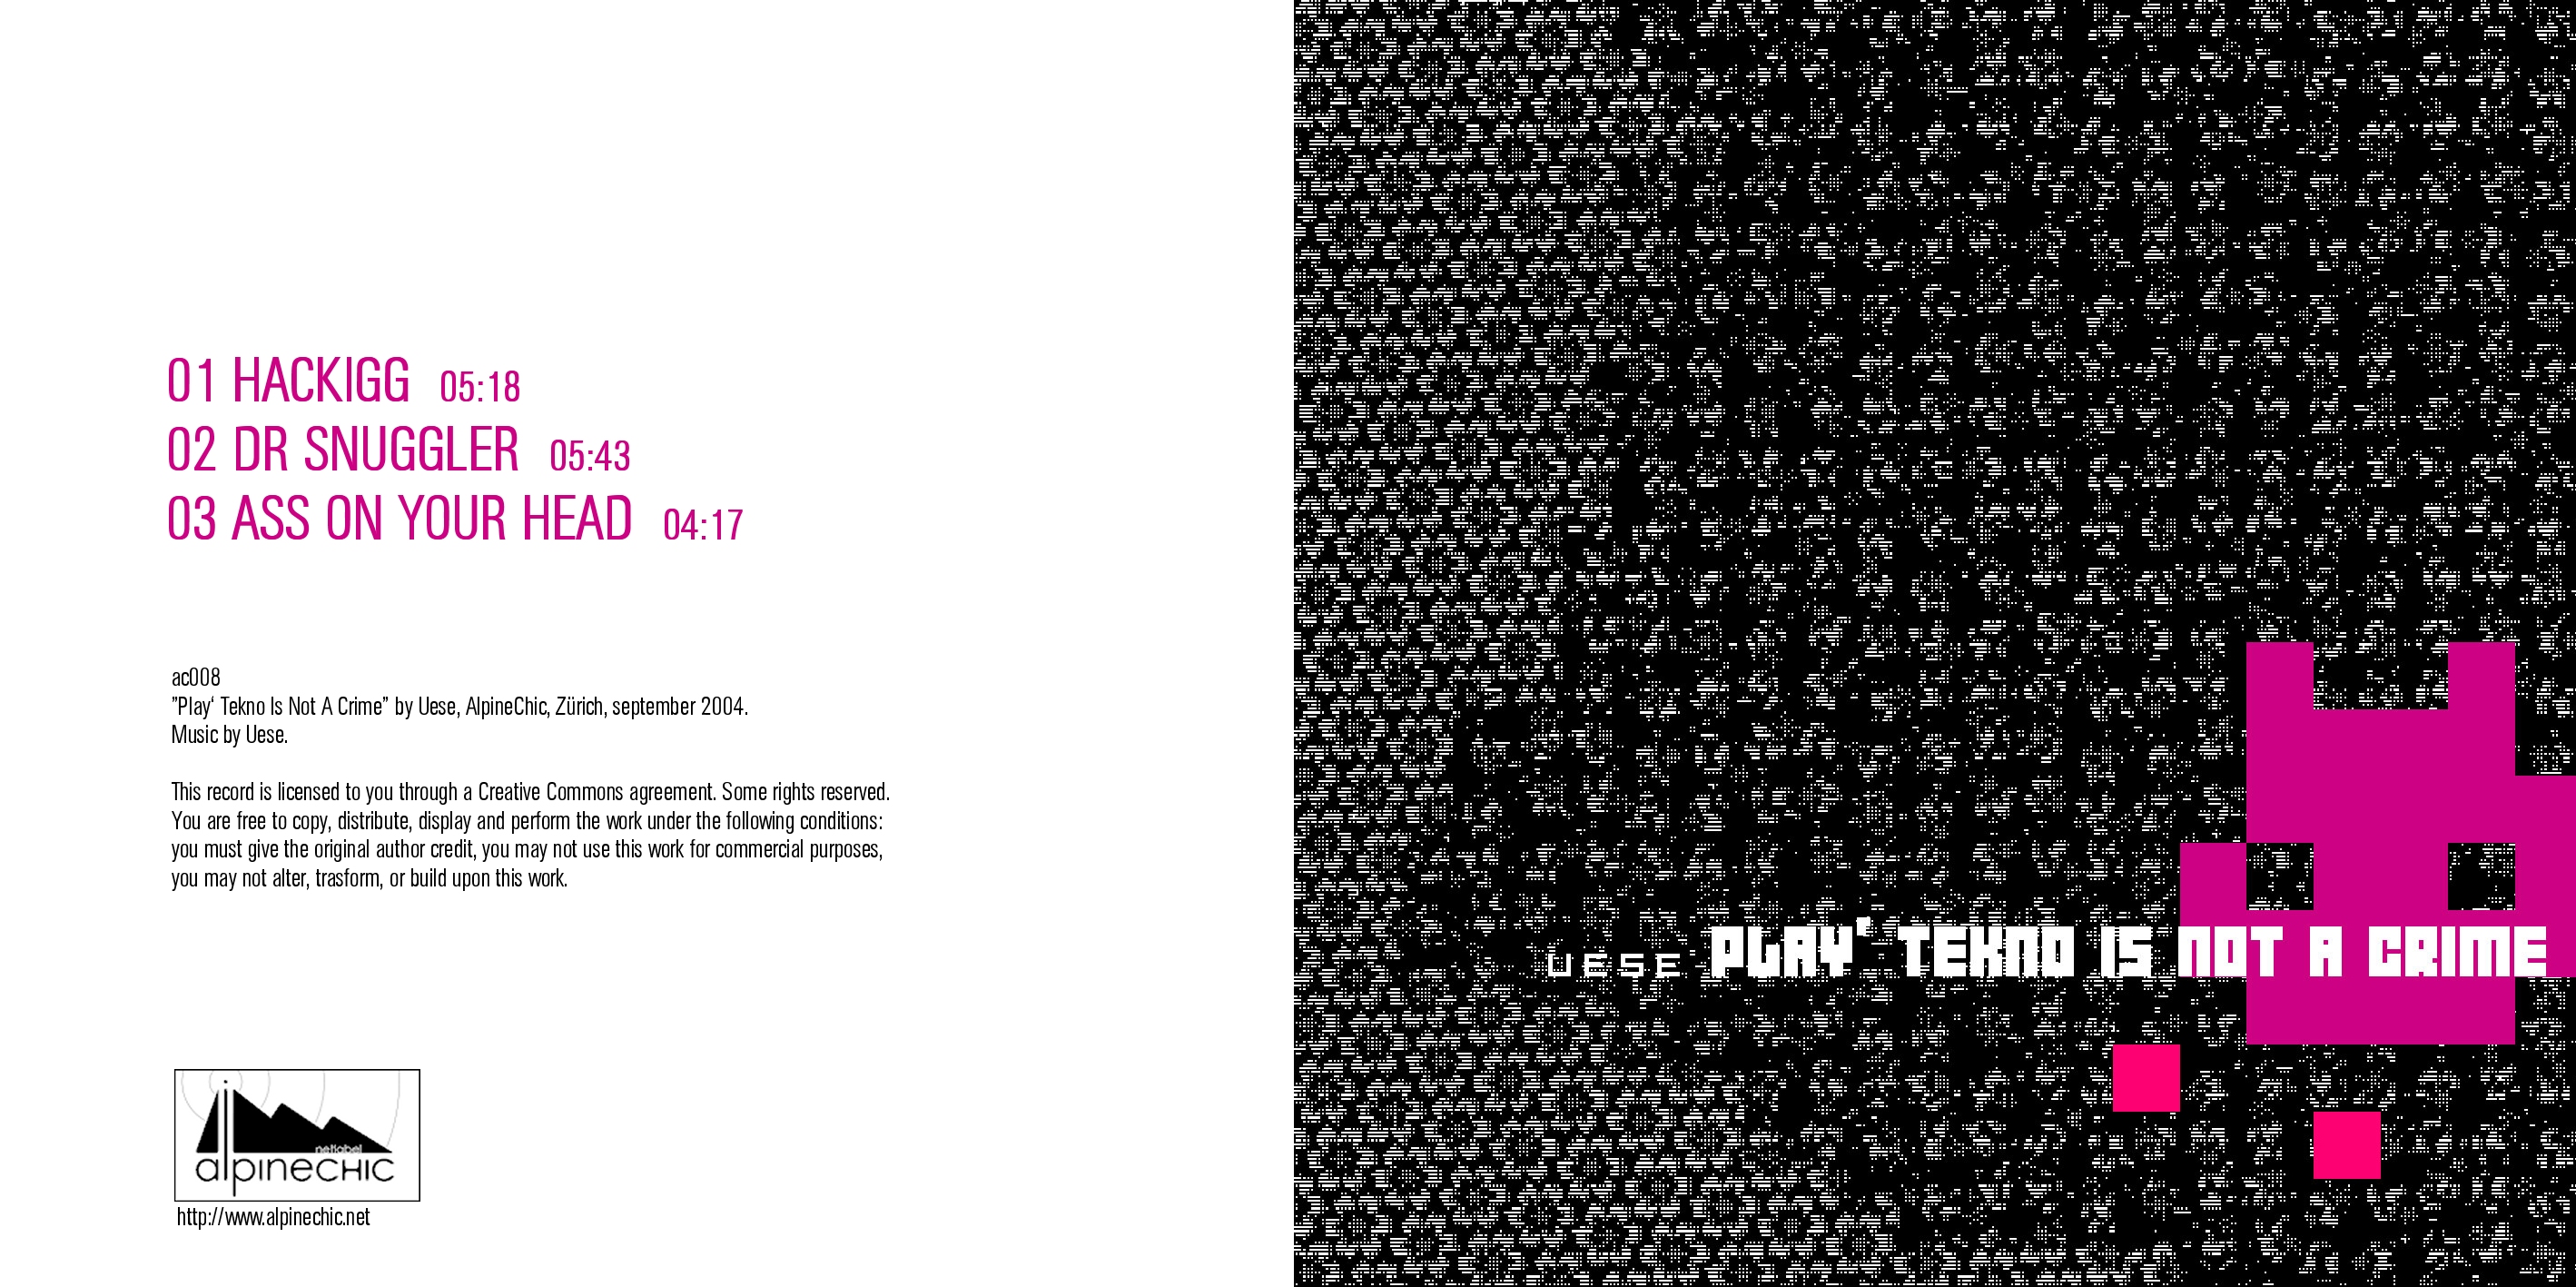 01 HACKIGG 05:18
02 DR SNUGGLER 05:43
03 ASS ON YOUR HEAD 04:17
ac008
”Play‘ Tekno Is Not A Crime” by Uese, AlpineChic, Zürich, september 2004.
Music by Uese.
This record is licensed to you through a Creative Commons agreement. Some rights reserved.
You are free to copy, distribute, display and perform the work under the following conditions:
you must give the original author credit, you may not use this work for commercial purposes,
you may not alter, trasform, or build upon this work.
netlabel
alpineCHIC
http://www.alpinechic.net
UESE PLAY' TEKNO IS NOT A CRIME